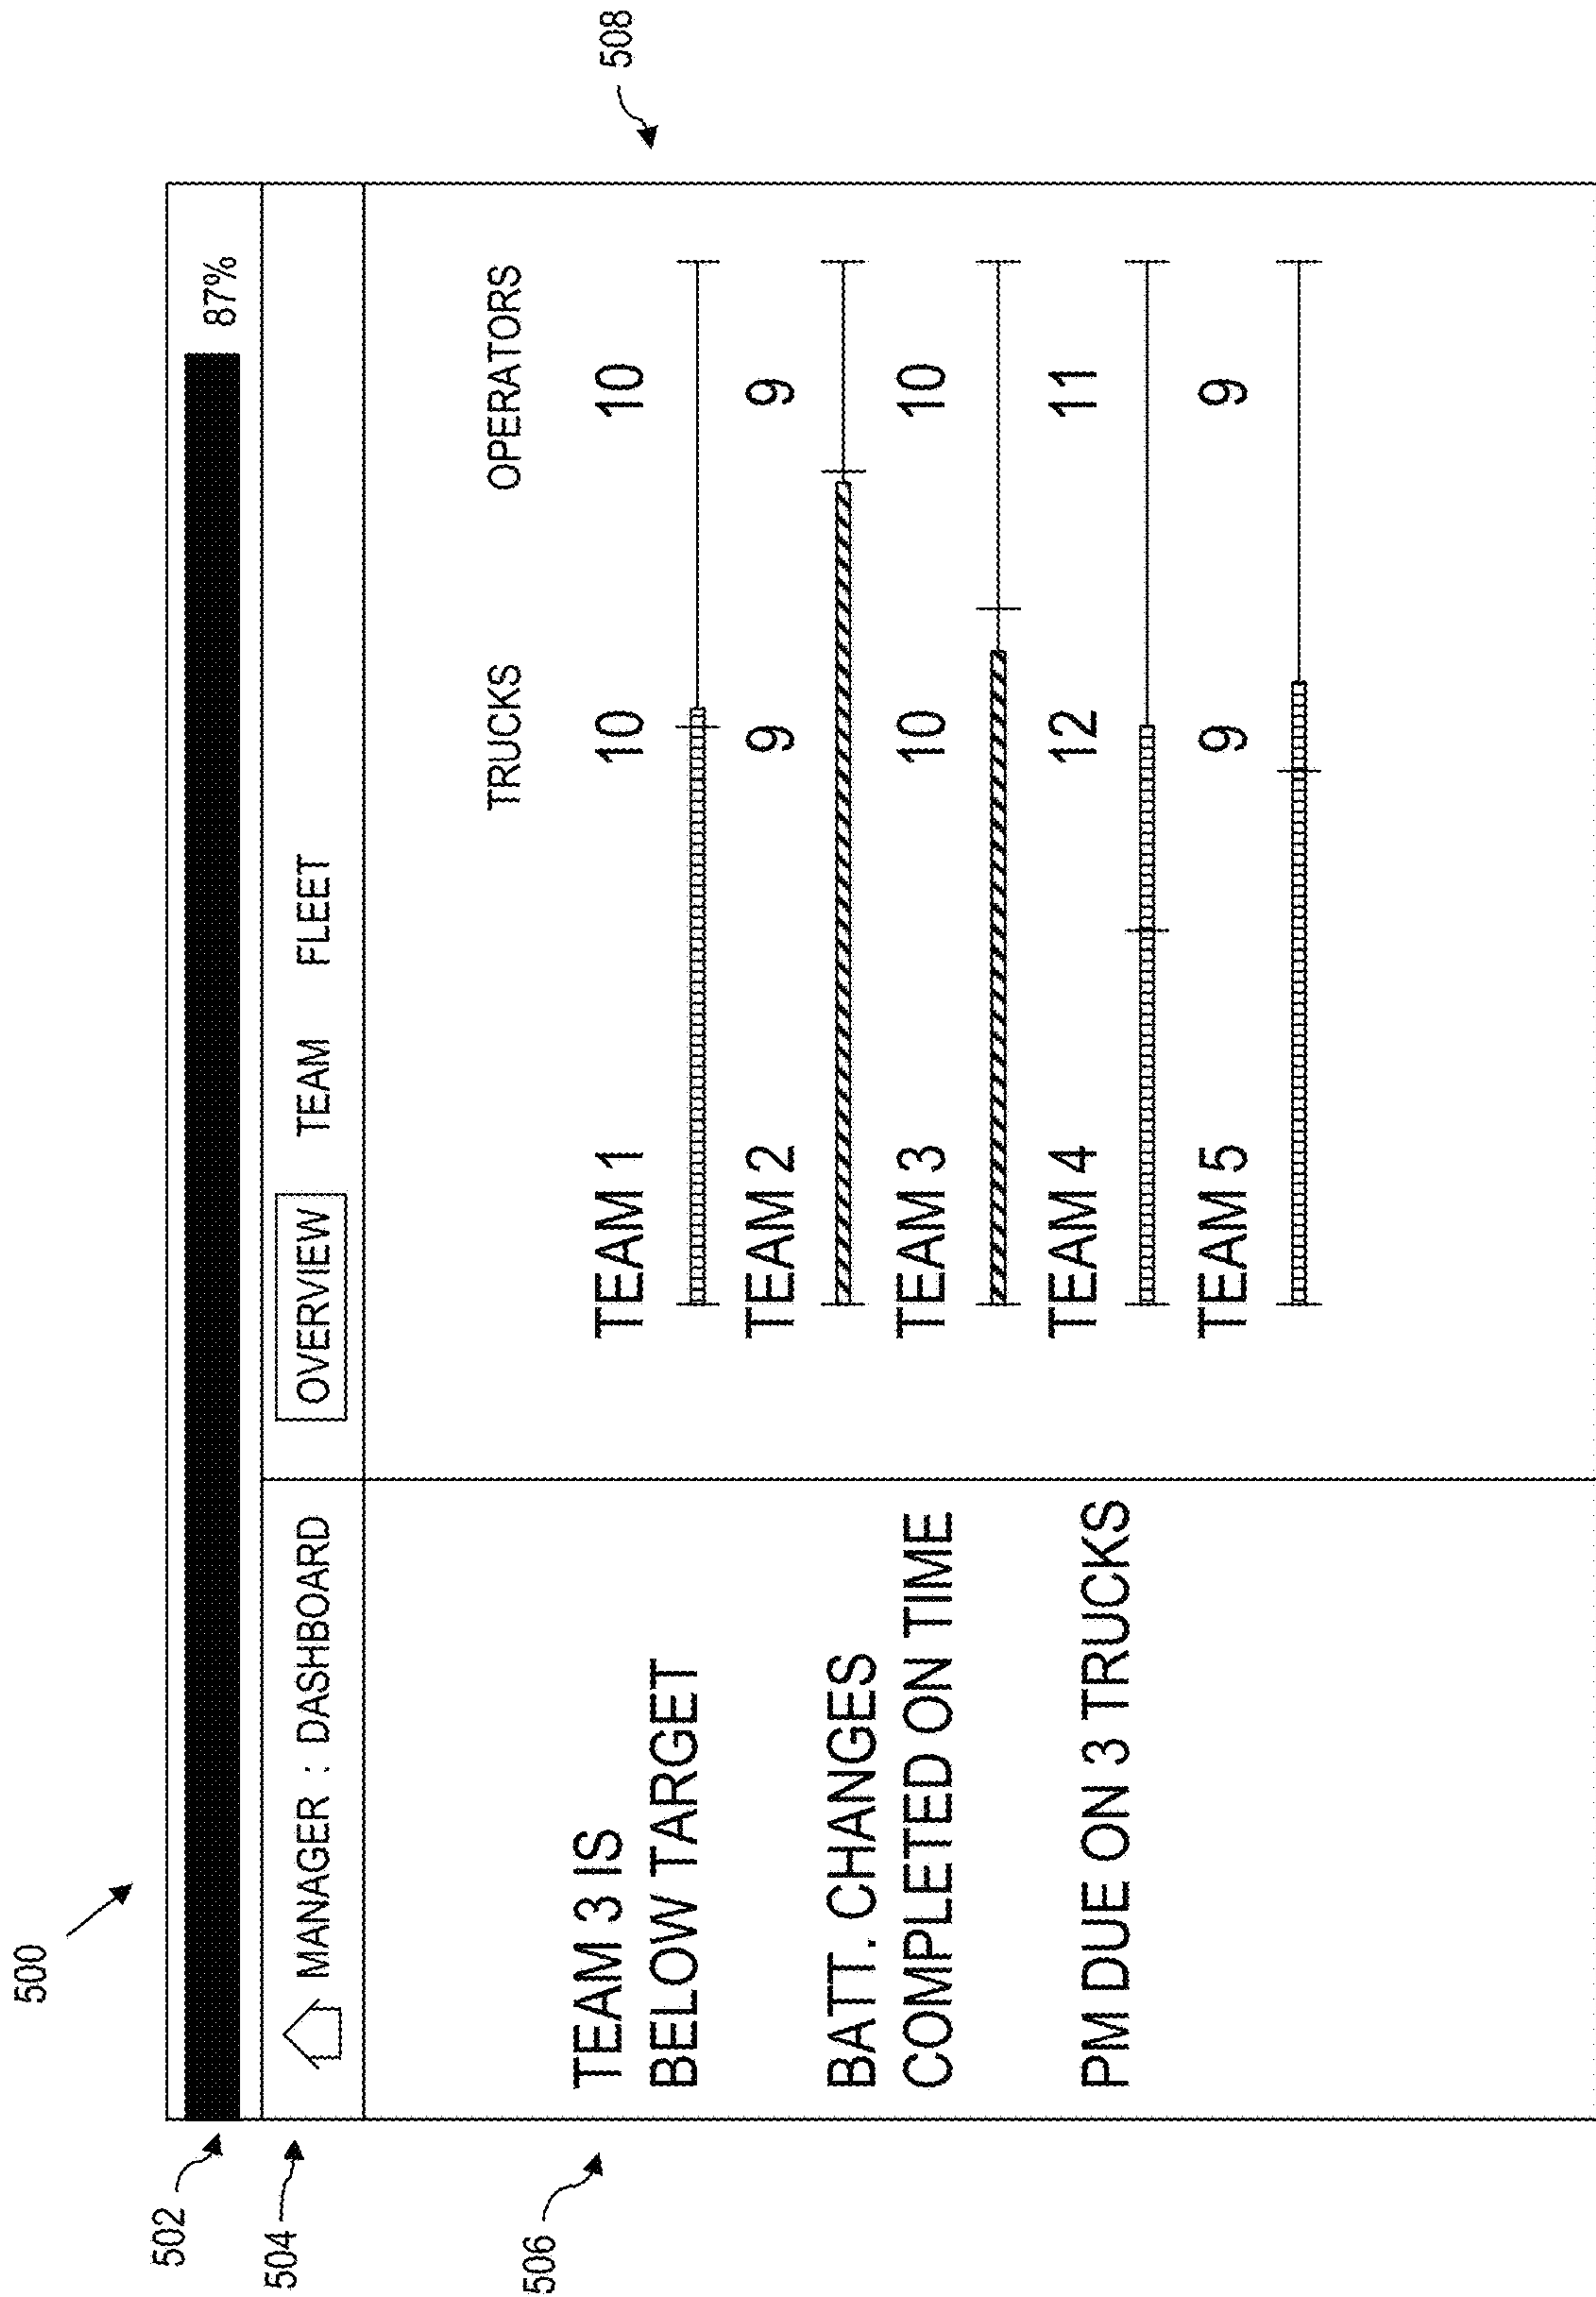 500
502
87%
504
MANAGER : DASHBOARD
OVERVIEW
TEAM
FLEET
506
TEAM 3 IS
BELOW TARGET
BATT. CHANGES
COMPLETED ON TIME
PM DUE ON 3 TRUCKS
508
TRUCKS OPERATORS
TEAM 1 10 10
TEAM 2 9 9
TEAM 3 10 10
TEAM 4 12 11
TEAM 5 9 9